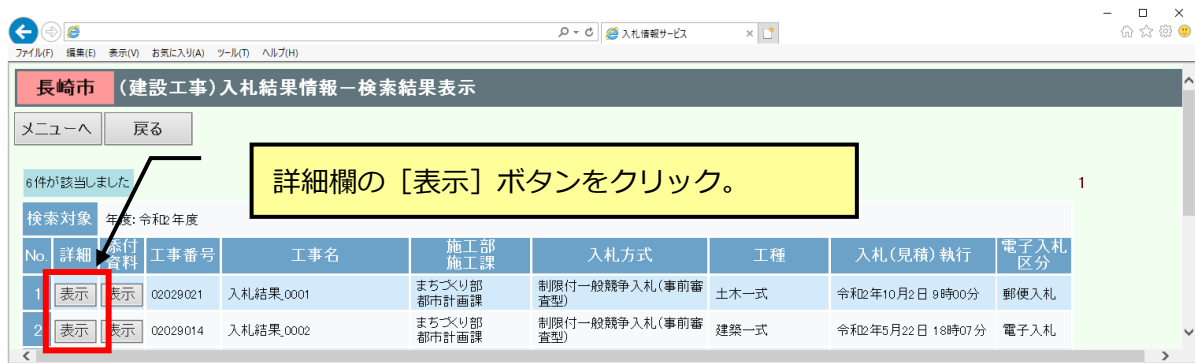 入札情報サービス
ファイル(F) 編集(E) 表示(V) お気に入り(A) ツール(T) ヘルプ(H)
長崎市 (建設工事)入札結果情報－検索結果表示
メニューへ 戻る
詳細欄の［表示］ボタンをクリック。
6件が該当しました
1
検索対象 年度: 令和2年度
No. 詳細 添付資料 工事番号 工事名 施工部 施工課 入札方式 工種 入札(見積)執行 電子入札区分
1 表示 表示 02029021 入札結果_0001 まちづくり部 都市計画課 制限付一般競争入札(事前審査型) 土木一式 令和2年10月2日 9時00分 郵便入札
2 表示 表示 02029014 入札結果_0002 まちづくり部 都市計画課 制限付一般競争入札(事前審査型) 建築一式 令和2年5月22日 18時07分 電子入札